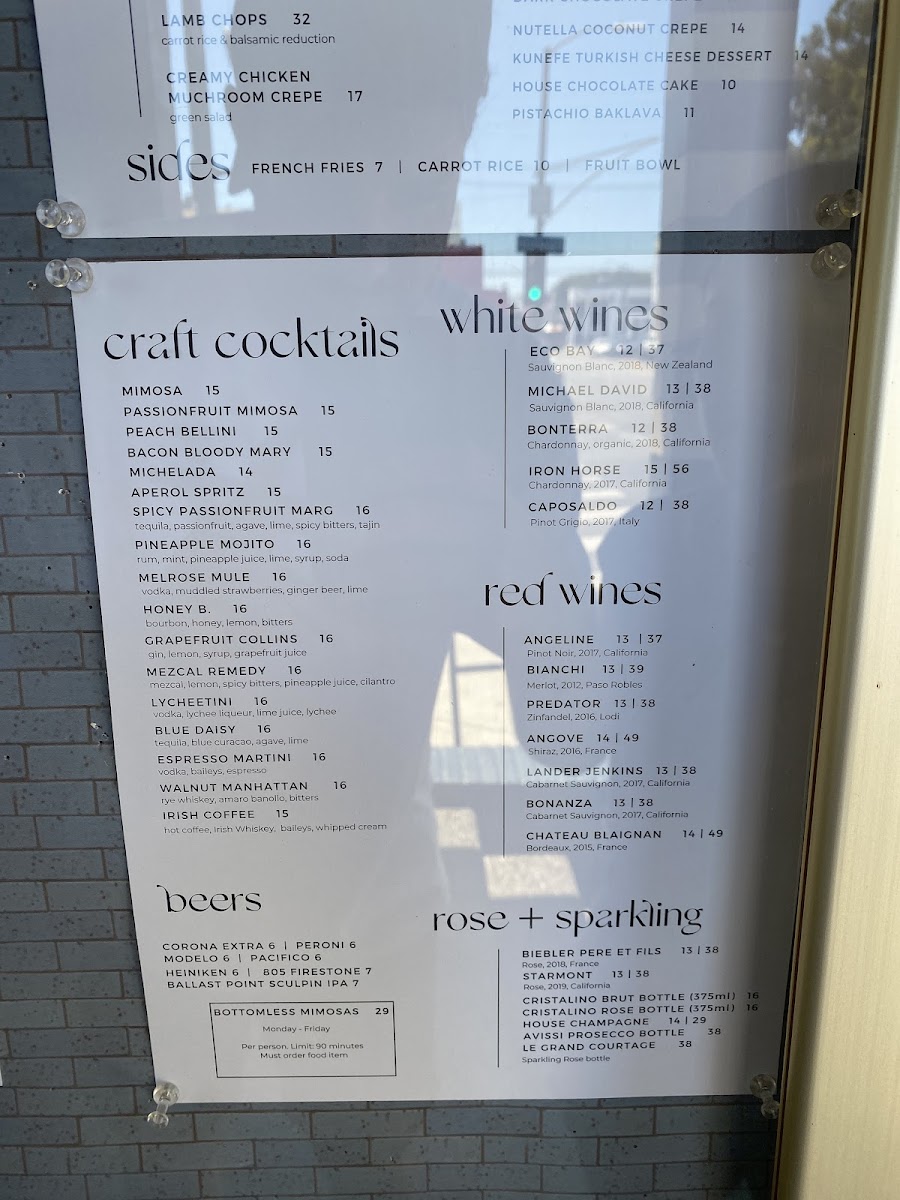 LAMB CHOPS 32
carrot rice & balsamic reduction
CREAMY CHICKEN
MUCHROOM CREPE 17
green salad
NUTELLA COCONUT CREPE 14
KUNEFE TURKISH CHEESE DESSERT 14
HOUSE CHOCOLATE CAKE 10
PISTACHIO BAKLAVA 11
sides FRENCH FRIES 7 | CARROT RICE 10 | FRUIT BOWL
craft cocktails
MIMOSA 15
PASSIONFRUIT MIMOSA 15
PEACH BELLINI 15
BACON BLOODY MARY 15
MICHELADA 14
APEROL SPRITZ 15
SPICY PASSIONFRUIT MARG 16
tequila, passionfruit, agave, lime, spicy bitters, tajin
PINEAPPLE MOJITO 16
rum, mint, pineapple juice, lime, syrup, soda
MELROSE MULE 16
vodka, muddled strawberries, ginger beer, lime
HONEY B. 16
bourbon, honey, lemon, bitters
GRAPEFRUIT COLLINS 16
gin, lemon, syrup, grapefruit juice
MEZCAL REMEDY 16
mezcal, lemon, spicy bitters, pineapple juice, cilantro
LYCHEETINI 16
vodka, lychee liqueur, lime juice, lychee
BLUE DAISY 16
tequila, blue curacao, agave, lime
ESPRESSO MARTINI 16
vodka, baileys, espresso
WALNUT MANHATTAN 16
rye whiskey, amaro banollo, bitters
IRISH COFFEE 15
hot coffee, Irish Whiskey, baileys, whipped cream
beers
CORONA EXTRA 6 | PERONI 6
MODELO 6 | PACIFICO 6
HEINIKEN 6 | 805 FIRESTONE 7
BALLAST POINT SCULPIN IPA 7
BOTTOMLESS MIMOSAS 29
Monday - Friday
Per person. Limit: 90 minutes
Must order food item
white wines
ECO BAY 12 | 37
Sauvignon Blanc, 2018, New Zealand
MICHAEL DAVID 13 | 38
Sauvignon Blanc, 2018, California
BONTERRA 12 | 38
Chardonnay, organic, 2018, California
IRON HORSE 15 | 56
Chardonnay, 2017, California
CAPOSALDO 12 | 38
Pinot Grigio, 2017, Italy
red wines
ANGELINE 13 | 37
Pinot Noir, 2017, California
BIANCHI 13 | 39
Merlot, 2012, Paso Robles
PREDATOR 13 | 38
Zinfandel, 2016, Lodi
ANGOVE 14 | 49
Shiraz, 2016, France
LANDER JENKINS 13 | 38
Cabarnet Sauvignon, 2017, California
BONANZA 13 | 38
Cabarnet Sauvignon, 2017, California
CHATEAU BLAIGNAN 14 | 49
Bordeaux, 2015, France
rose + sparkling
BIEBLER PERE ET FILS 13 | 38
Rose, 2018, France
STARMONT 13 | 38
Rose, 2019, California
CRISTALINO BRUT BOTTLE (375ml) 16
CRISTALINO ROSE BOTTLE (375ml) 16
HOUSE CHAMPAGNE 14 | 29
AVISSI PROSECCO BOTTLE 38
LE GRAND COURTAGE 38
Sparkling Rose bottle